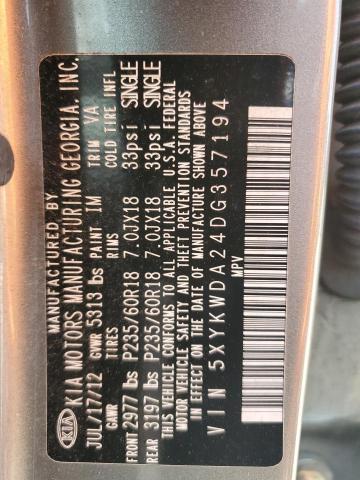 MANUFACTURED BY
KIA KIA MOTORS MANUFACTURING GEORGIA, INC.
JUL/17/12 GVWR 5313 lbs PAINT IM TRIM VA
GAWR TIRES RIMS COLD TIRE INFL
FRONT 2977 lbs P235/60R18 7.0JX18 33psi SINGLE
REAR 3197 lbs P235/60R18 7.0JX18 33psi SINGLE
THIS VEHICLE CONFORMS TO ALL APPLICABLE U.S.A. FEDERAL
MOTOR VEHICLE SAFETY AND THEFT PREVENTION STANDARDS
IN EFFECT ON THE DATE OF MANUFACTURE SHOWN ABOVE
VIN 5XYKWDA24DG357194
MPV